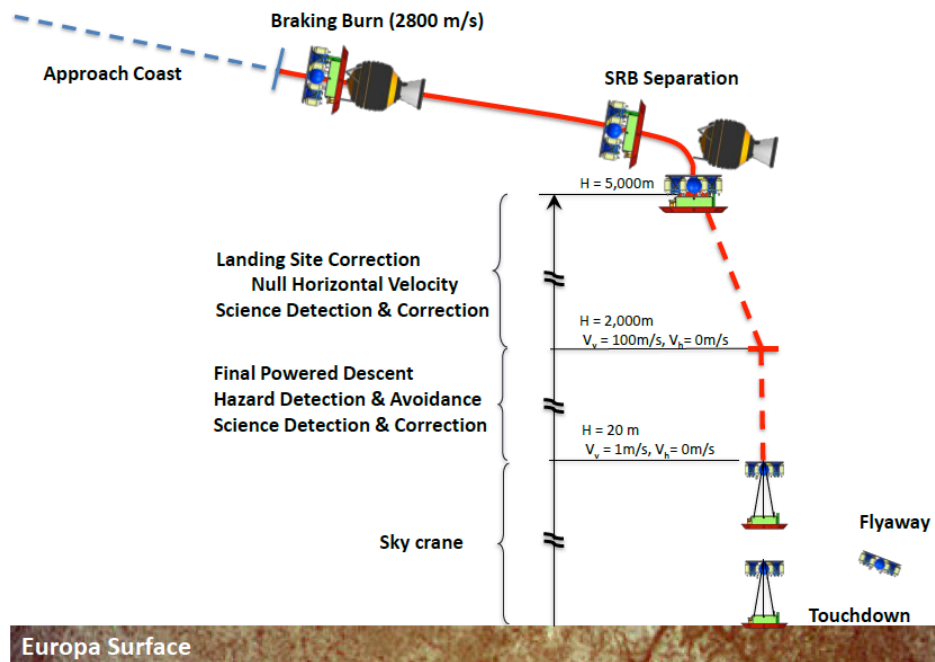 Braking Burn (2800 m/s)
Approach Coast
SRB Separation
H = 5,000m
Landing Site Correction
Null Horizontal Velocity
Science Detection & Correction
H = 2,000m
Vv = 100m/s, Vh= 0m/s
Final Powered Descent
Hazard Detection & Avoidance
Science Detection & Correction
H = 20 m
Vv = 1m/s, Vh= 0m/s
Sky crane
Flyaway
Touchdown
Europa Surface